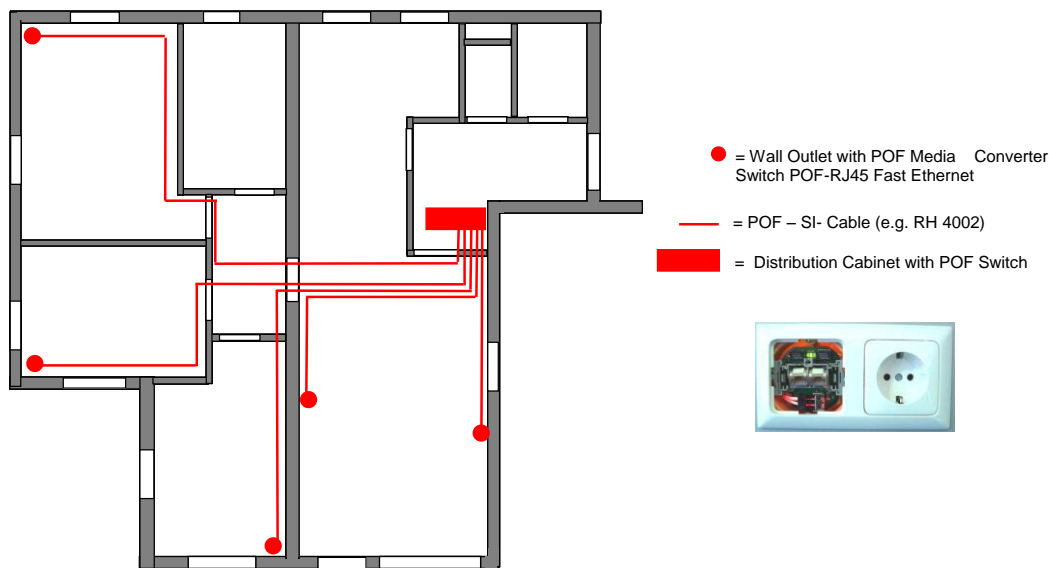 = Wall Outlet with POF Media Converter
Switch POF-RJ45 Fast Ethernet
= POF – SI- Cable (e.g. RH 4002)
= Distribution Cabinet with POF Switch